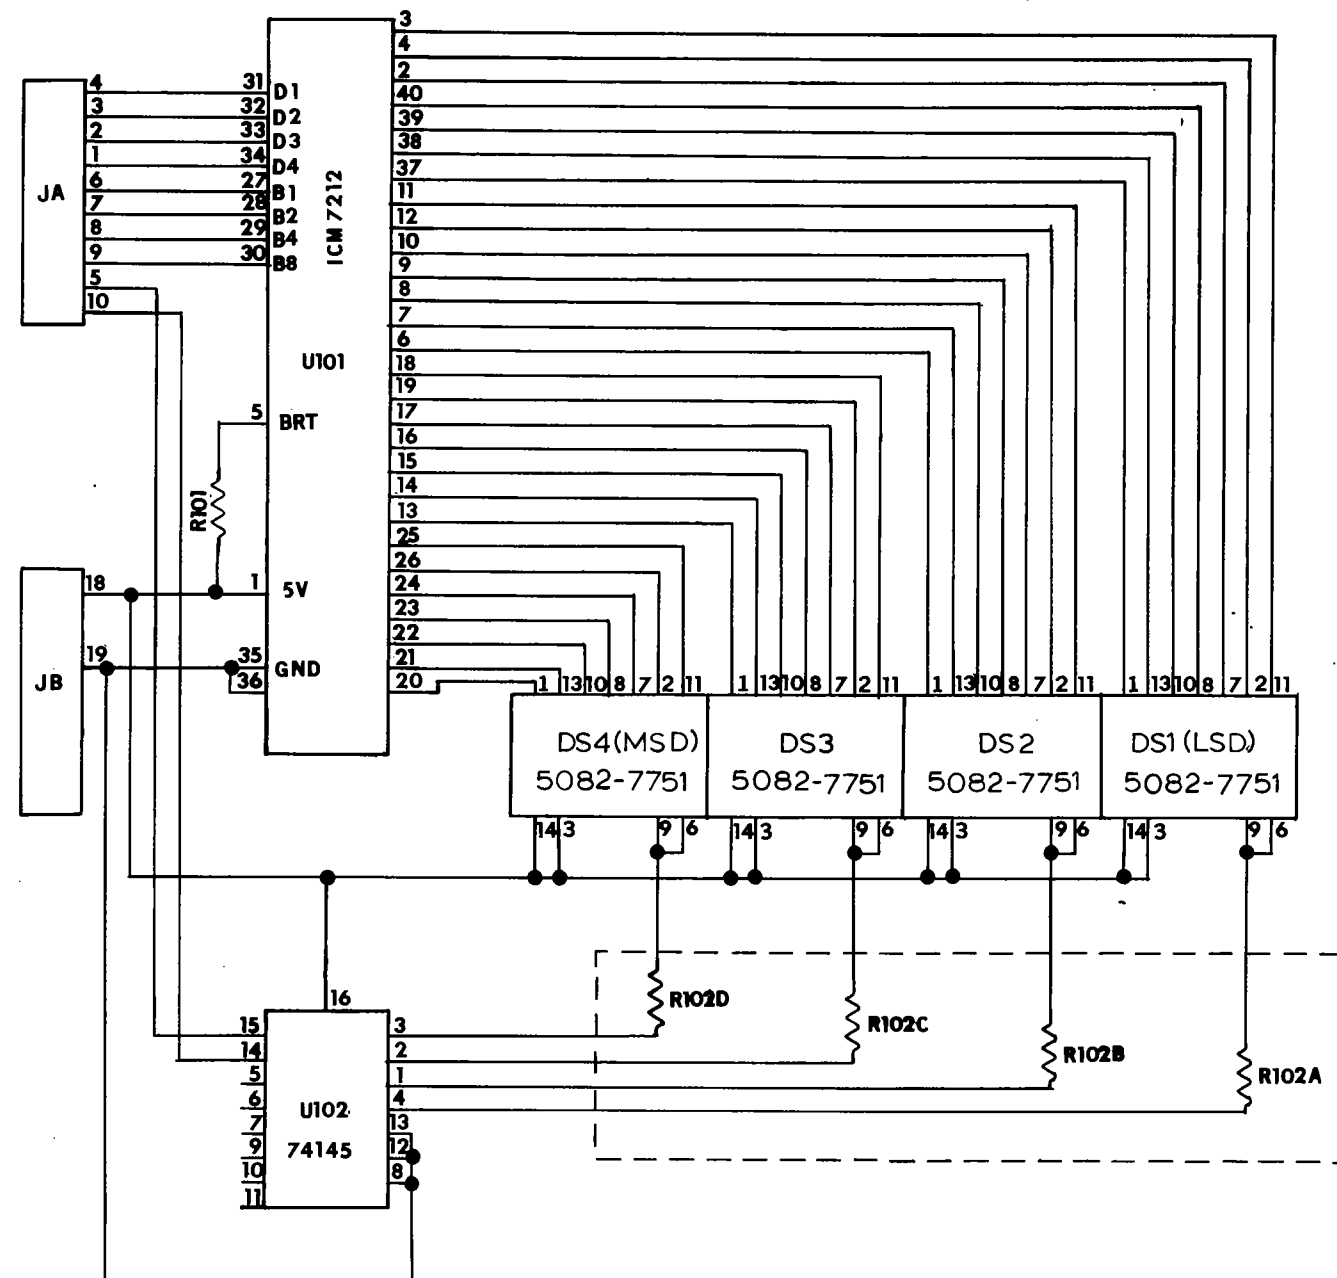 JA
4
3
2
1
6
7
8
9
5
10
31 D1
32 D2
33 D3
34 D4
27 B1
28 B2
29 B4
30 B8
5 BRT
1 5V
35 GND
36
ICM 7212
U101
3
4
2
40
39
38
37
11
12
10
9
8
7
6
18
19
17
16
15
14
13
25
26
24
23
22
21
20
R101
JB
18
19
1 13 10 8 7 2 11
1 13 10 8 7 2 11
1 13 10 8 7 2 11
1 13 10 8 7 2 11
DS4(MSD)
5082-7751
DS3
5082-7751
DS2
5082-7751
DS1(LSD)
5082-7751
14 3 9 6
14 3 9 6
14 3 9 6
14 3 9 6
R102D
R102C
R102B
R102A
16
15
14
5
6
7
9
10
11
U102
74145
3
2
1
4
13
12
8